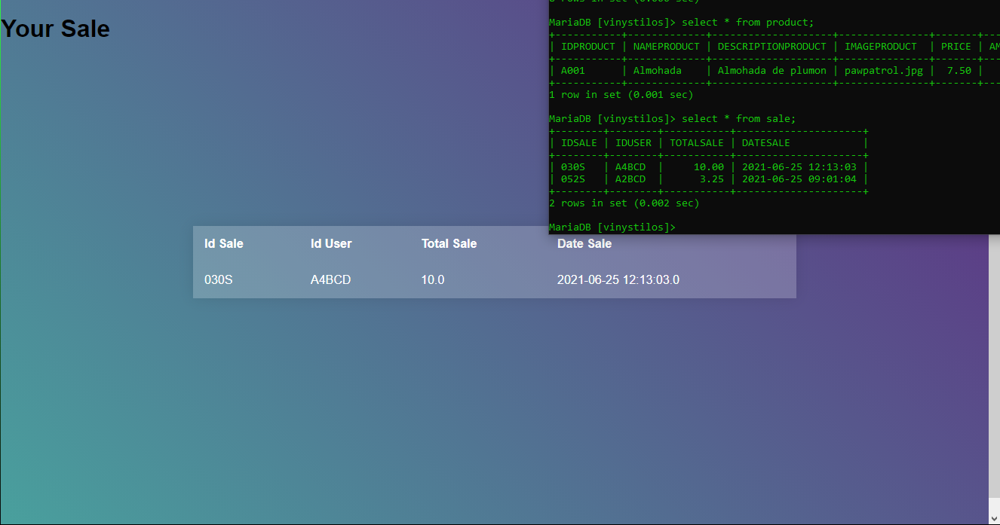 Your Sale
Id Sale Id User Total Sale Date Sale
030S A4BCD 10.0 2021-06-25 12:13:03.0
MariaDB [vinystilos]> select * from product;
+-----------+-------------+--------------------+---------------+-------+---
| IDPRODUCT | NAMEPRODUCT | DESCRIPTIONPRODUCT | IMAGEPRODUCT  | PRICE | AM
+-----------+-------------+--------------------+---------------+-------+---
| A001      | Almohada    | Almohada de plumon | pawpatrol.jpg |  7.50 |
+-----------+-------------+--------------------+---------------+-------+---
1 row in set (0.001 sec)
MariaDB [vinystilos]> select * from sale;
+--------+--------+-----------+---------------------+
| IDSALE | IDUSER | TOTALSALE | DATESALE            |
+--------+--------+-----------+---------------------+
| 030S   | A4BCD  |     10.00 | 2021-06-25 12:13:03 |
| 052S   | A2BCD  |      3.25 | 2021-06-25 09:01:04 |
+--------+--------+-----------+---------------------+
2 rows in set (0.002 sec)
MariaDB [vinystilos]>